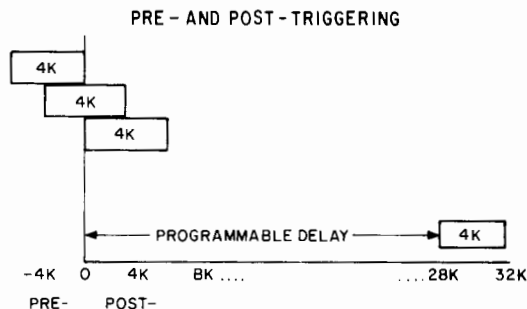 PRE - AND POST - TRIGGERING
4K
4K
4K
PROGRAMMABLE DELAY
4K
-4K 0 4K 8K .... ....28K 32K
PRE- POST-